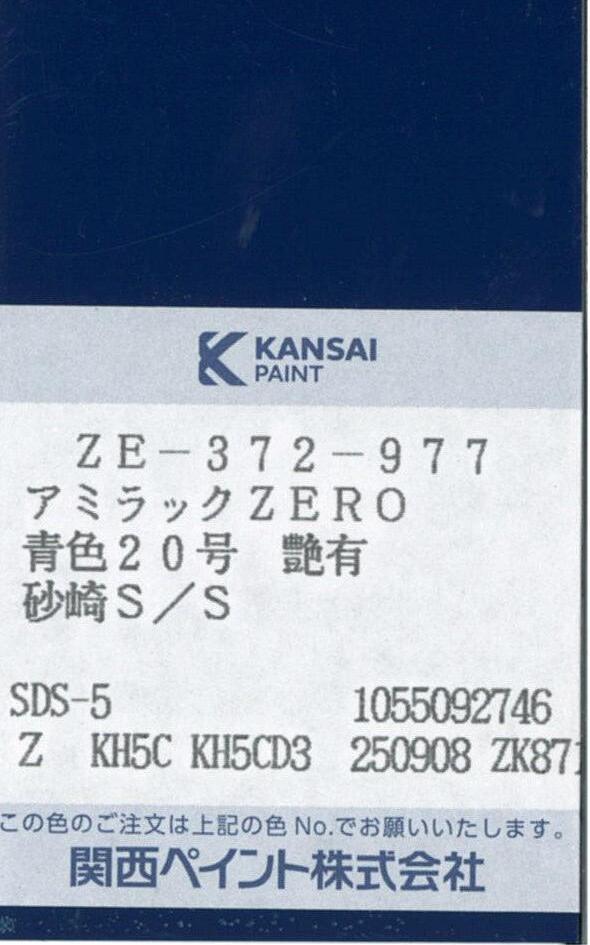 KANSAI
PAINT
ZE-372-977
アミラックZERO
青色20号 艶有
砂崎S／S
SDS-5 1055092746
Z KH5C KH5CD3 250908 ZK871
この色のご注文は上記の色No.でお願いいたします。
関西ペイント株式会社